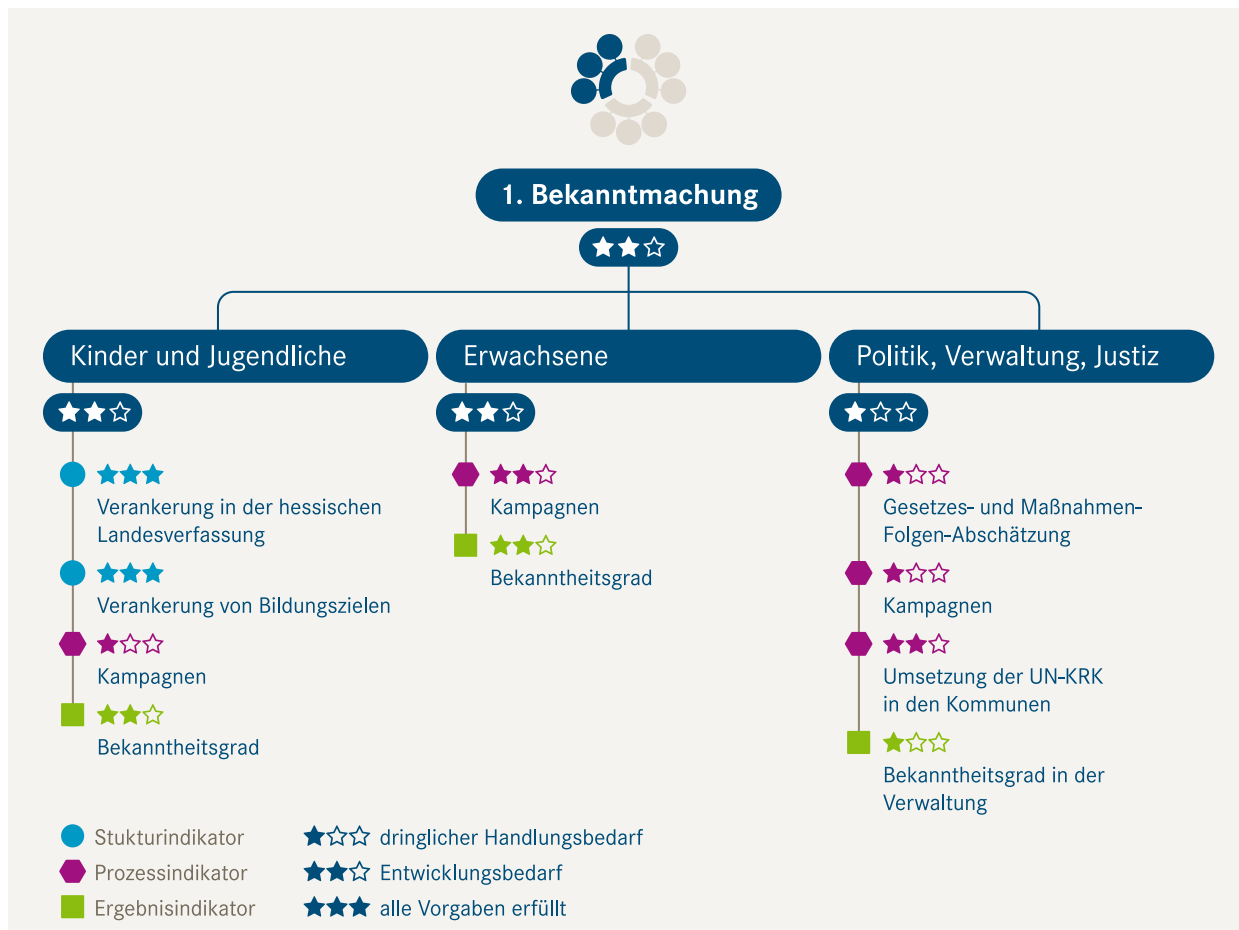 1. Bekanntmachung
Kinder und Jugendliche
Verankerung in der hessischen
Landesverfassung
Verankerung von Bildungszielen
Kampagnen
Bekanntheitsgrad
Erwachsene
Kampagnen
Bekanntheitsgrad
Politik, Verwaltung, Justiz
Gesetzes- und Maßnahmen-
Folgen-Abschätzung
Kampagnen
Umsetzung der UN-KRK
in den Kommunen
Bekanntheitsgrad in der
Verwaltung
Stukturindikator
Prozessindikator
Ergebnisindikator
dringlicher Handlungsbedarf
Entwicklungsbedarf
alle Vorgaben erfüllt